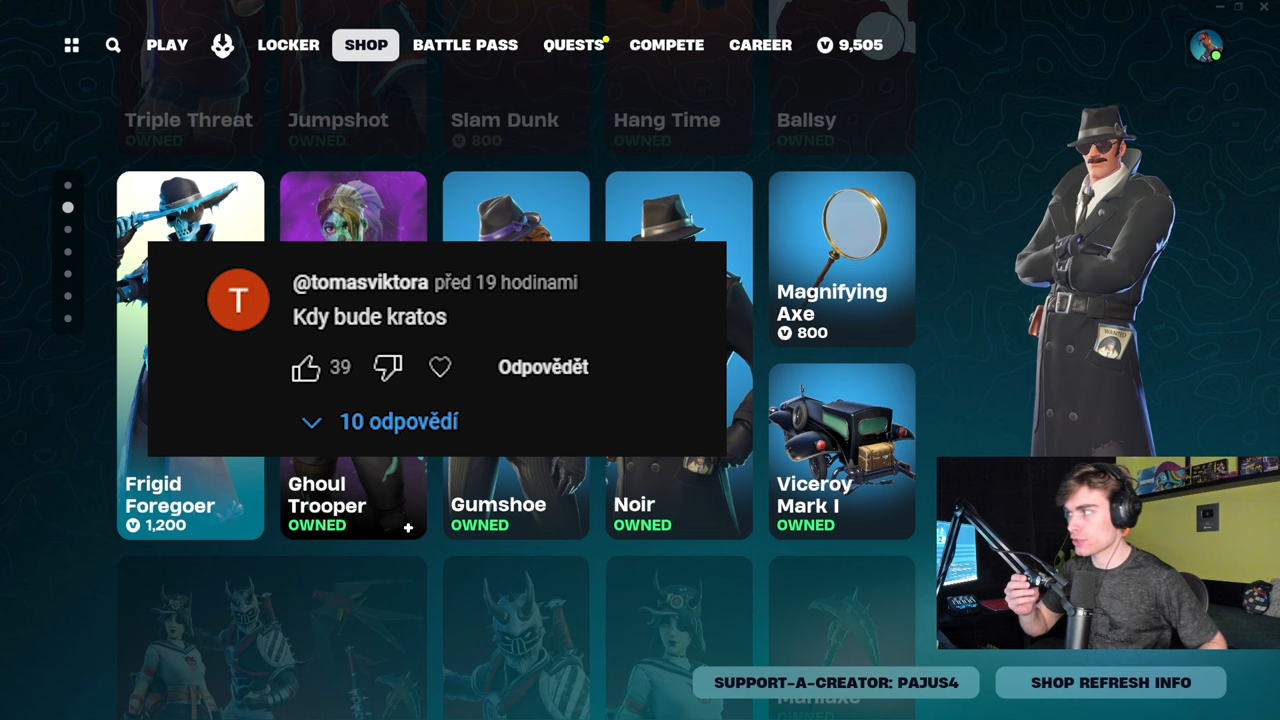 PLAY LOCKER SHOP BATTLE PASS QUESTS COMPETE CAREER V 9,505
Triple Threat
OWNED
Jumpshot
OWNED
Slam Dunk
V 800
Hang Time
OWNED
Ballsy
OWNED
@tomasviktora před 19 hodinami
Kdy bude kratos
39
Odpovědět
10 odpovědí
Magnifying
Axe
V 800
WANTED
Frigid
Foregoer
V 1,200
Ghoul
Trooper
OWNED
Gumshoe
OWNED
Noir
OWNED
Viceroy
Mark I
OWNED
T
SUPPORT-A-CREATOR: PAJUS4
SHOP REFRESH INFO